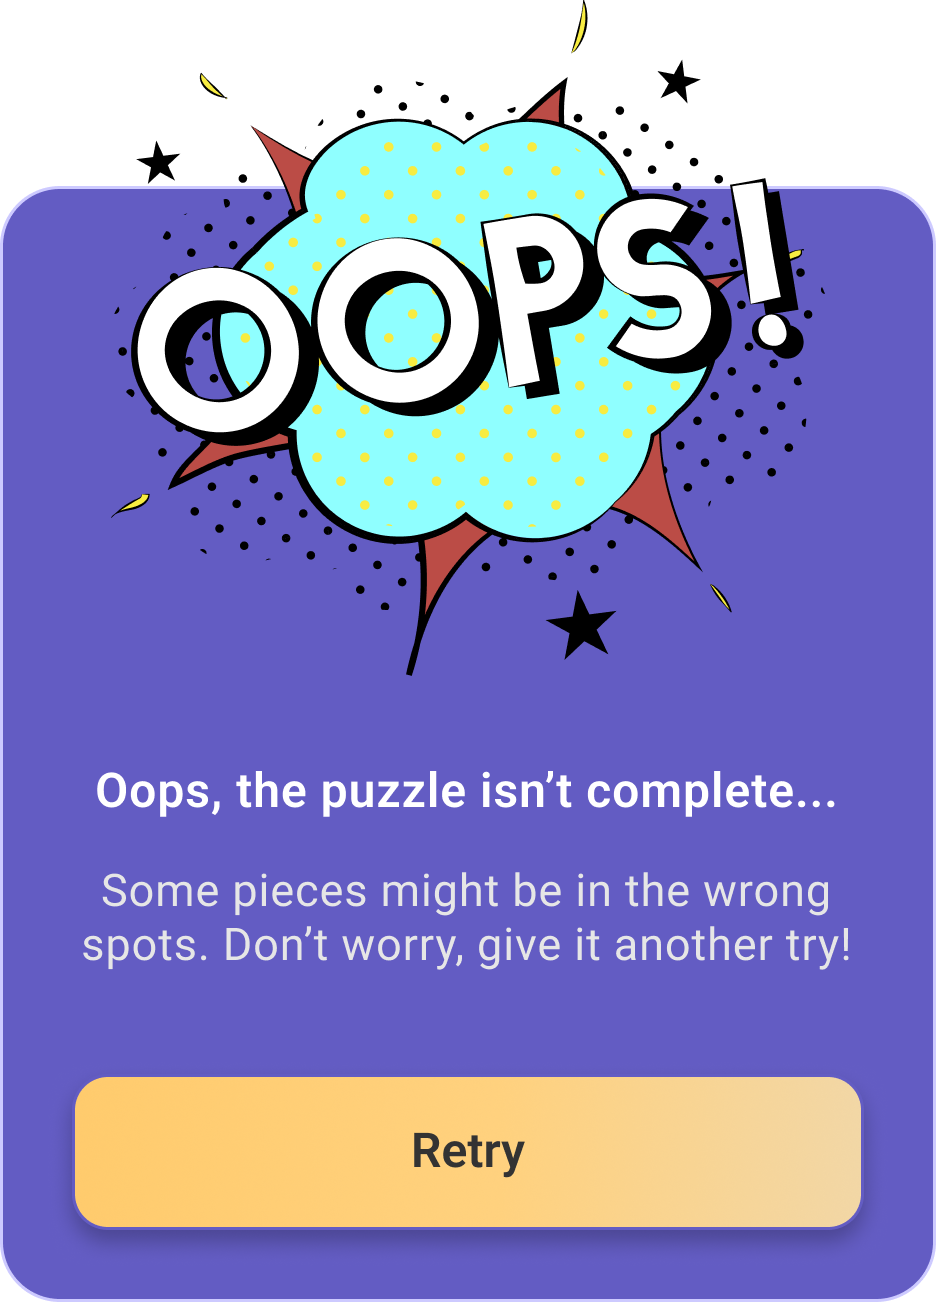 OOPS!
Oops, the puzzle isn’t complete...
Some pieces might be in the wrong
spots. Don’t worry, give it another try!
Retry